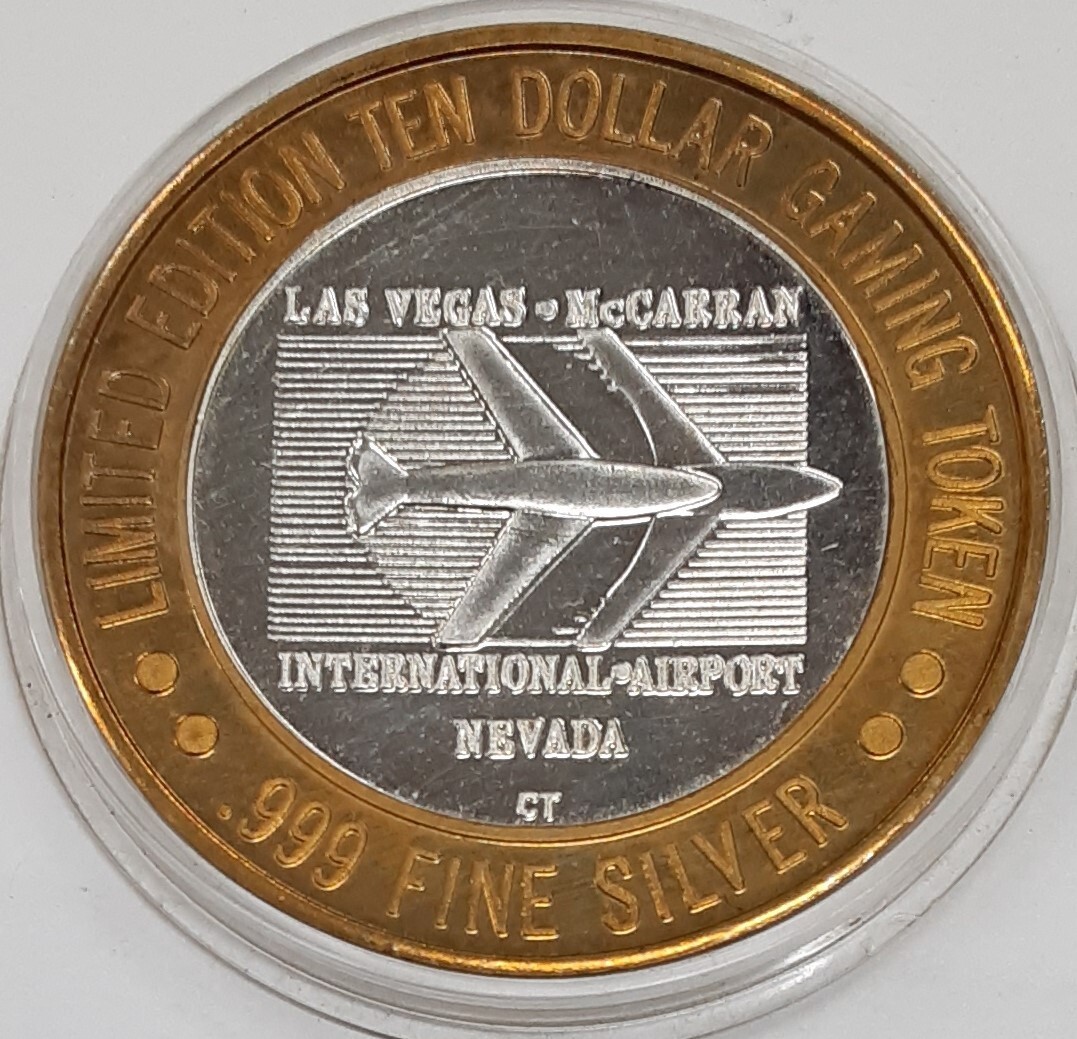 LIMITED EDITION TEN DOLLAR GAMING TOKEN
LAS VEGAS • McCARRAN
INTERNATIONAL•AIRPORT
NEVADA
CT
.999 FINE SILVER